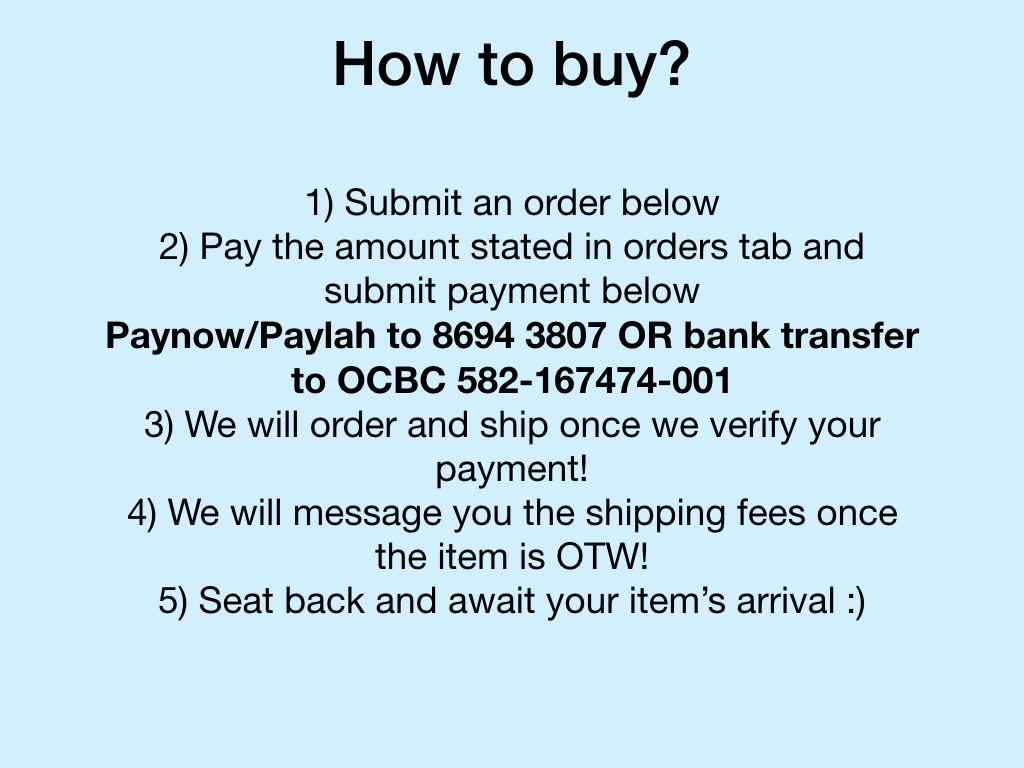 How to buy?
1) Submit an order below
2) Pay the amount stated in orders tab and
submit payment below
Paynow/Paylah to 8694 3807 OR bank transfer
to OCBC 582-167474-001
3) We will order and ship once we verify your
payment!
4) We will message you the shipping fees once
the item is OTW!
5) Seat back and await your item’s arrival :)